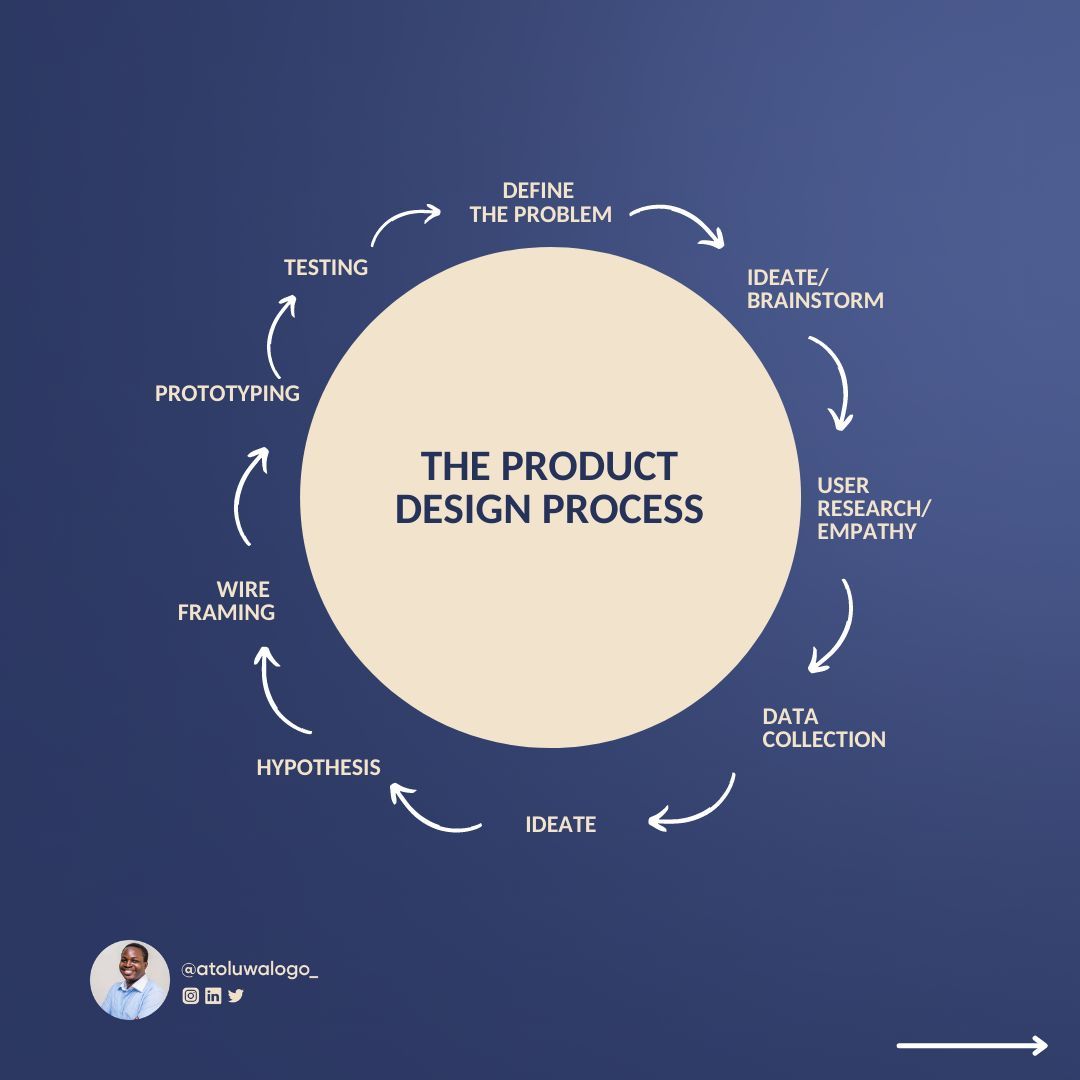 DEFINE
THE PROBLEM
IDEATE/
BRAINSTORM
USER
RESEARCH/
EMPATHY
DATA
COLLECTION
IDEATE
HYPOTHESIS
WIRE
FRAMING
PROTOTYPING
TESTING
THE PRODUCT
DESIGN PROCESS
@atoluwalogo_